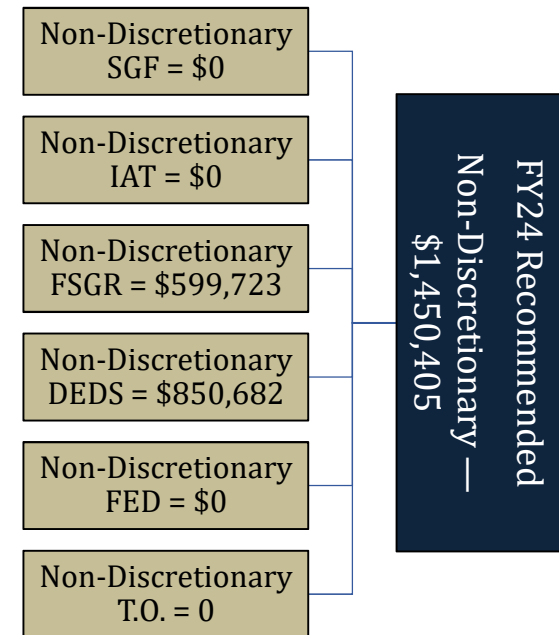 Non-Discretionary
SGF = $0
Non-Discretionary
IAT = $0
Non-Discretionary
FSGR = $599,723
Non-Discretionary
DEDS = $850,682
Non-Discretionary
FED = $0
Non-Discretionary
T.O. = 0
FY24 Recommended
Non-Discretionary —
$1,450,405